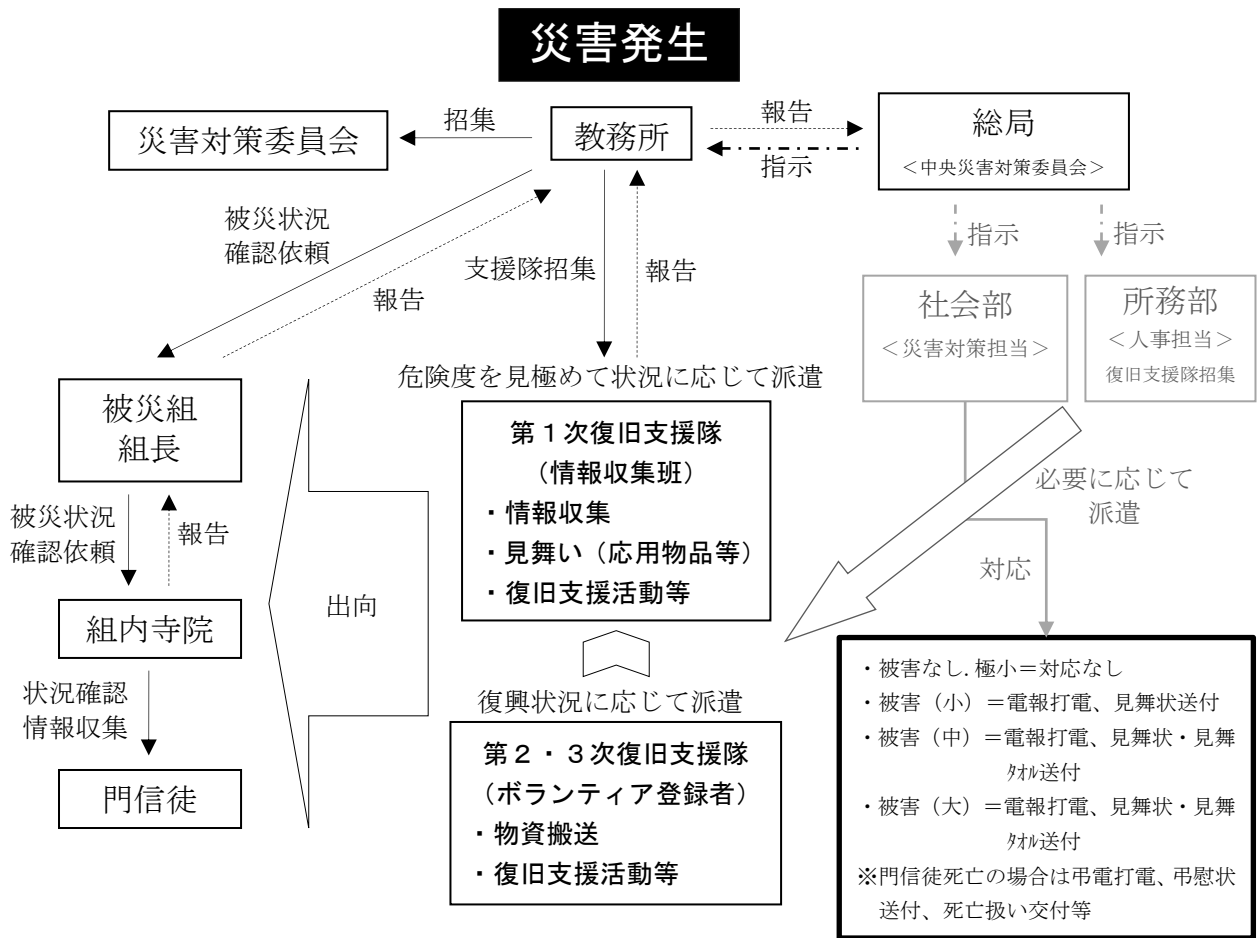 災害発生
災害対策委員会
招集
教務所
報告
指示
総局
<中央災害対策委員会>
被災状況
確認依頼
報告
支援隊招集
報告
指示
指示
社会部
<災害対策担当>
所務部
<人事担当>
復旧支援隊招集
被災組
組長
危険度を見極めて状況に応じて派遣
第1次復旧支援隊
(情報収集班)
・情報収集
・見舞い(応用物品等)
・復旧支援活動等
必要に応じて
派遣
被災状況
確認依頼
報告
出向
対応
組内寺院
状況確認
情報収集
門信徒
復興状況に応じて派遣
第2・3次復旧支援隊
(ボランティア登録者)
・物資搬送
・復旧支援活動等
・被害なし.極小=対応なし
・被害(小)=電報打電、見舞状送付
・被害(中)=電報打電、見舞状・見舞
タオル送付
・被害(大)=電報打電、見舞状・見舞
タオル送付
※門信徒死亡の場合は弔電打電、弔慰状
送付、死亡扱い交付等